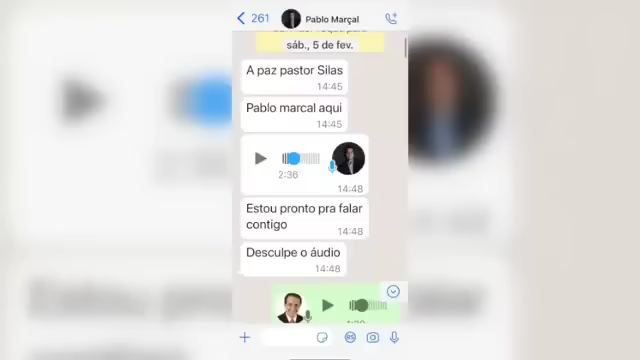 261
Pablo Marçal
sáb., 5 de fev.
A paz pastor Silas
14:45
Pablo marcal aqui
14:45
2:36
14:48
Estou pronto pra falar
contigo
14:48
Desculpe o áudio
14:48